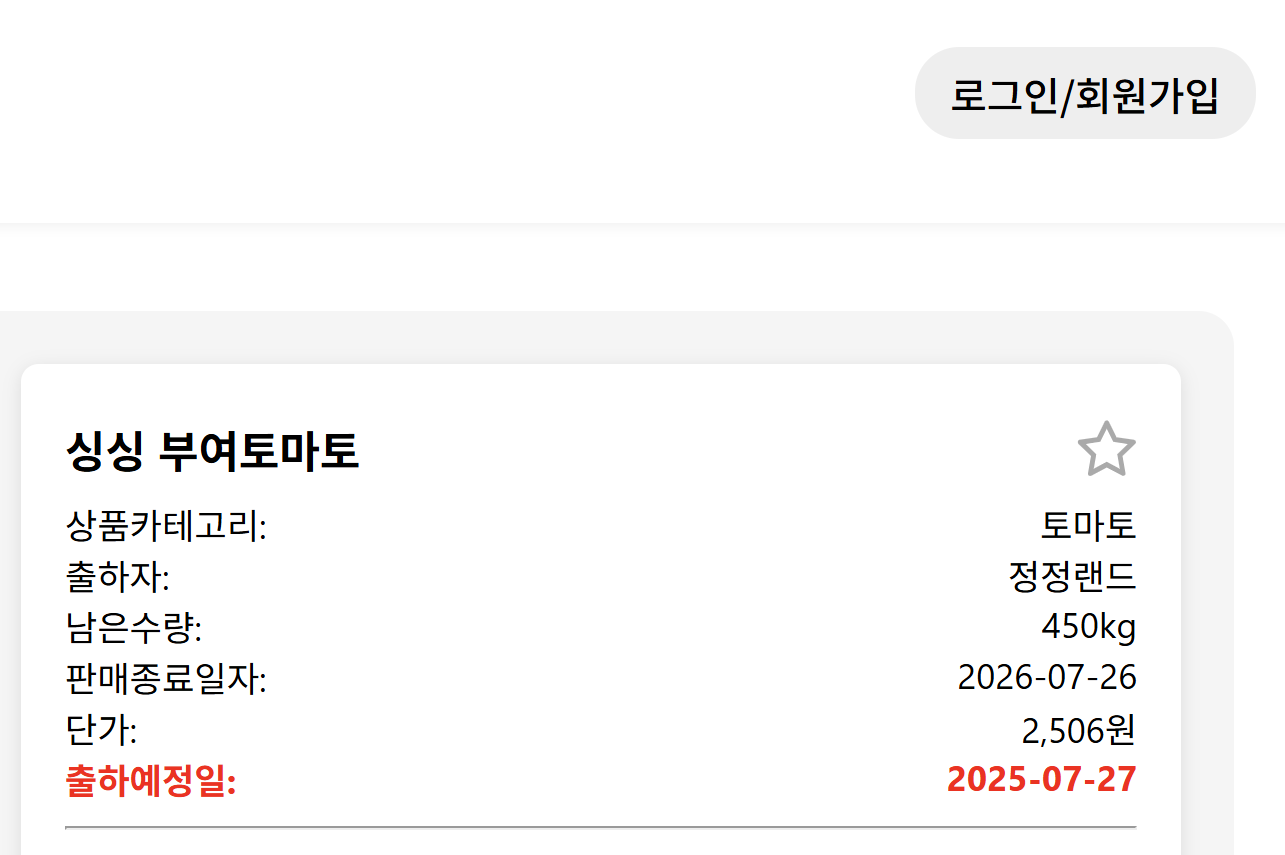 로그인/회원가입
싱싱 부여토마토
상품카테고리: 토마토
출하자: 정정랜드
남은수량: 450kg
판매종료일자: 2026-07-26
단가: 2,506원
출하예정일: 2025-07-27